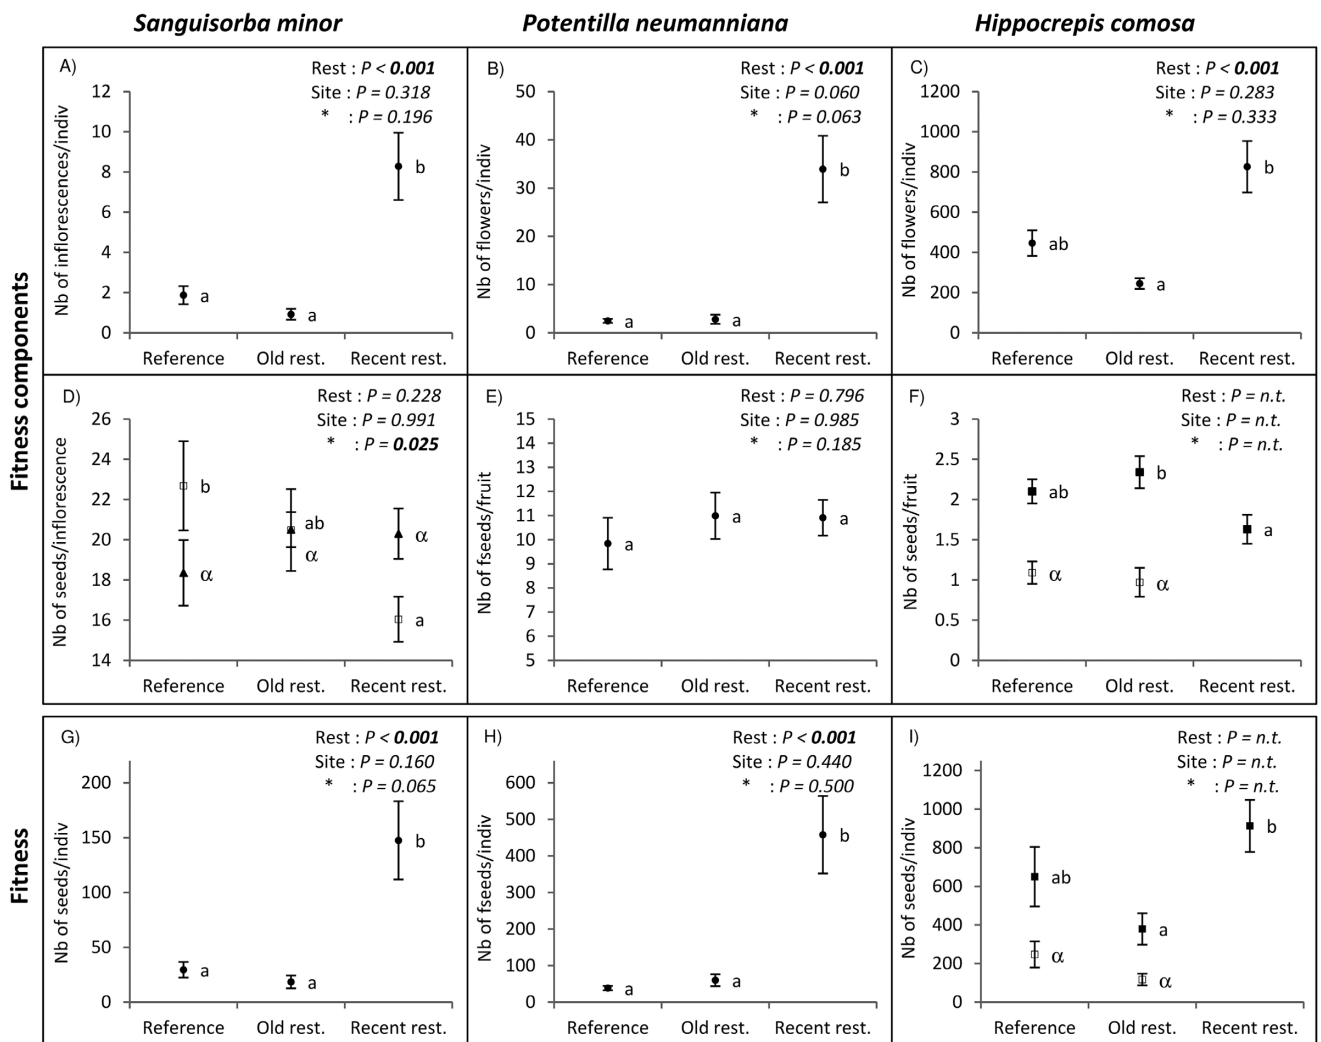 Sanguisorba minor
Potentilla neumanniana
Hippocrepis comosa
Fitness components
A)
Rest : P < 0.001
Site : P = 0.318
* : P = 0.196
Nb of inflorescences/indiv
12
10
8
6
4
2
0
a
a
b
Reference Old rest. Recent rest.
B)
Rest : P < 0.001
Site : P = 0.060
* : P = 0.063
Nb of flowers/indiv
50
40
30
20
10
0
a
a
b
Reference Old rest. Recent rest.
C)
Rest : P < 0.001
Site : P = 0.283
* : P = 0.333
Nb of flowers/indiv
1200
1000
800
600
400
200
0
ab
a
b
Reference Old rest. Recent rest.
D)
Rest : P = 0.228
Site : P = 0.991
* : P = 0.025
Nb of seeds/inflorescence
26
24
22
20
18
16
14
b
α
ab
α
α
a
Reference Old rest. Recent rest.
E)
Rest : P = 0.796
Site : P = 0.985
* : P = 0.185
Nb of fseeds/fruit
15
14
13
12
11
10
9
8
7
6
5
a
a
a
Reference Old rest. Recent rest.
F)
Rest : P = n.t.
Site : P = n.t.
* : P = n.t.
Nb of seeds/fruit
3
2.5
2
1.5
1
0.5
0
ab
α
b
α
a
Reference Old rest. Recent rest.
Fitness
G)
Rest : P < 0.001
Site : P = 0.160
* : P = 0.065
Nb of seeds/indiv
200
150
100
50
0
a
a
b
Reference Old rest. Recent rest.
H)
Rest : P < 0.001
Site : P = 0.440
* : P = 0.500
Nb of fseeds/indiv
600
500
400
300
200
100
0
a
a
b
Reference Old rest. Recent rest.
I)
Rest : P = n.t.
Site : P = n.t.
* : P = n.t.
Nb of seeds/indiv
1200
1000
800
600
400
200
0
ab
α
a
α
b
Reference Old rest. Recent rest.